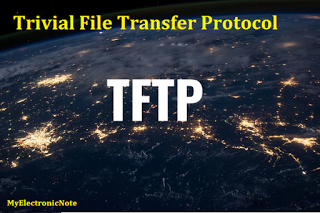 Trivial File Transfer Protocol
TFTP
MyElectronicNote